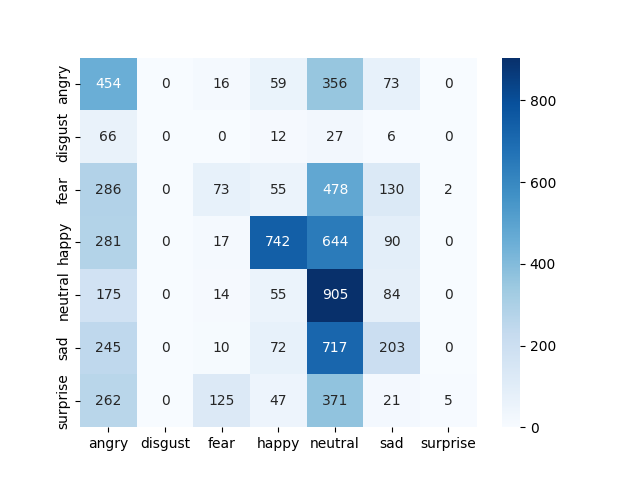 angry 454 0 16 59 356 73 0
disgust 66 0 0 12 27 6 0
fear 286 0 73 55 478 130 2
happy 281 0 17 742 644 90 0
neutral 175 0 14 55 905 84 0
sad 245 0 10 72 717 203 0
surprise 262 0 125 47 371 21 5
angry disgust fear happy neutral sad surprise
800
600
400
200
0